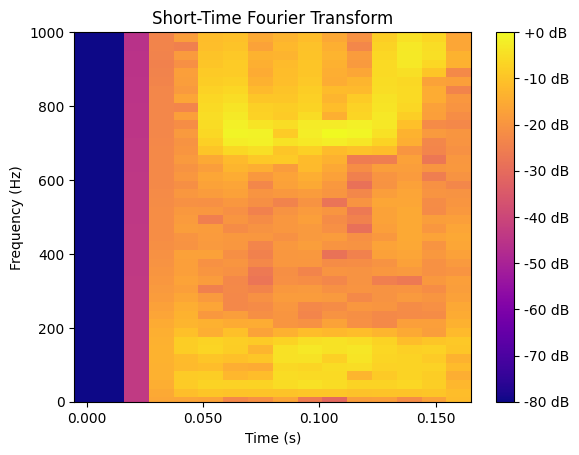 Short-Time Fourier Transform
1000
800
600
400
200
0
Frequency (Hz)
0.000
0.050
0.100
0.150
Time (s)
+0 dB
-10 dB
-20 dB
-30 dB
-40 dB
-50 dB
-60 dB
-70 dB
-80 dB